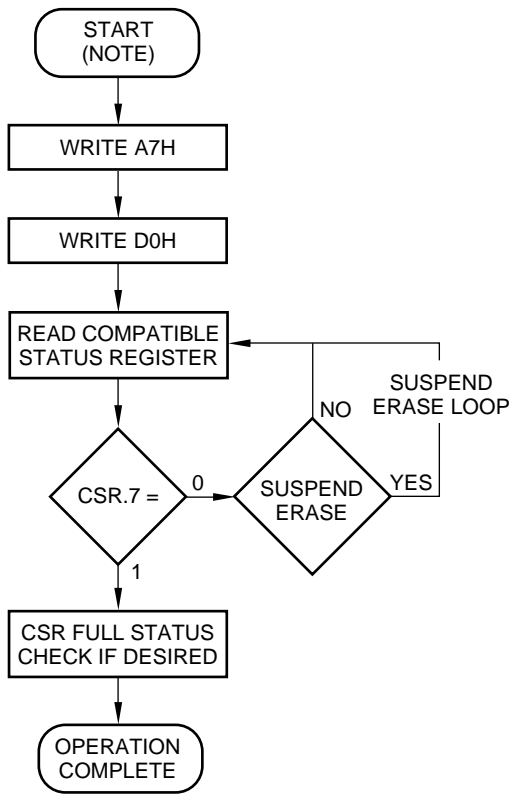 START
(NOTE)
WRITE A7H
WRITE D0H
READ COMPATIBLE
STATUS REGISTER
SUSPEND
ERASE LOOP
NO
CSR.7 =
0
SUSPEND
ERASE
YES
1
CSR FULL STATUS
CHECK IF DESIRED
OPERATION
COMPLETE